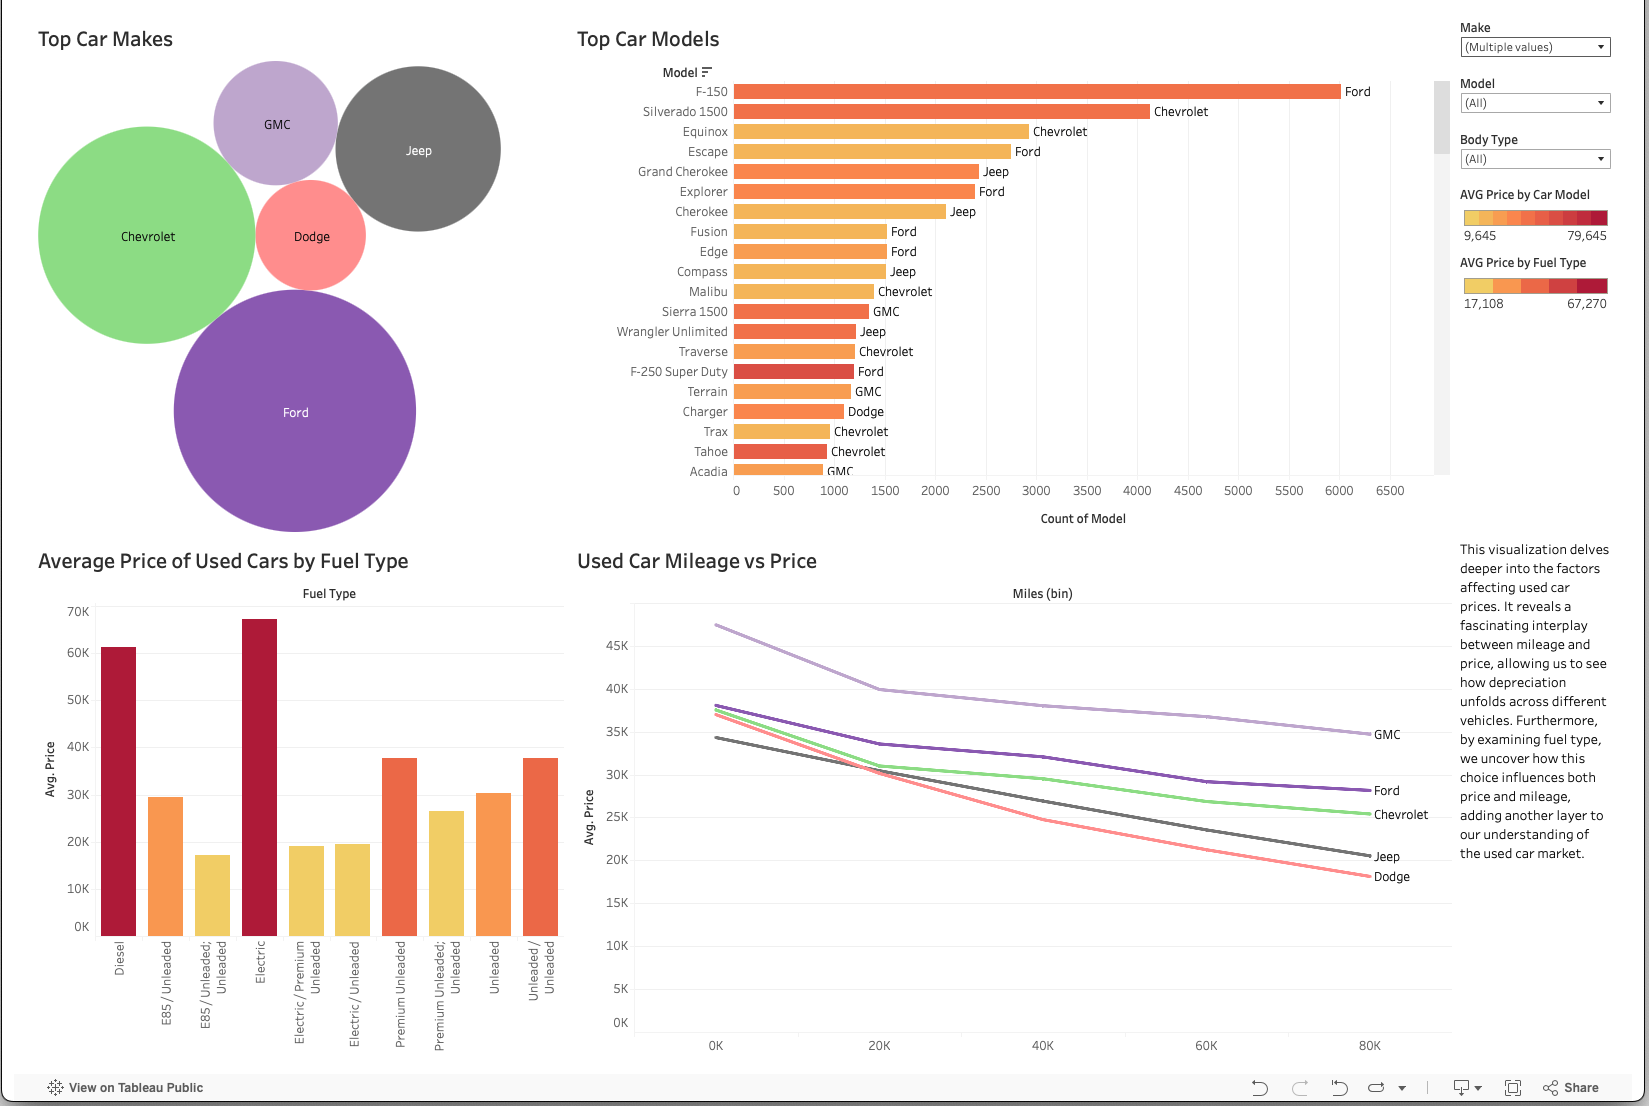 Top Car Makes
GMC
Jeep
Chevrolet
Dodge
Ford
Top Car Models
Model
F-150
Ford
Silverado 1500
Chevrolet
Equinox
Chevrolet
Escape
Ford
Grand Cherokee
Jeep
Explorer
Ford
Cherokee
Jeep
Fusion
Ford
Edge
Ford
Compass
Jeep
Malibu
Chevrolet
Sierra 1500
GMC
Wrangler Unlimited
Jeep
Traverse
Chevrolet
F-250 Super Duty
Ford
Terrain
GMC
Charger
Dodge
Trax
Chevrolet
Tahoe
Chevrolet
Acadia
GMC
0 500 1000 1500 2000 2500 3000 3500 4000 4500 5000 5500 6000 6500
Count of Model
Make
(Multiple values)
Model
(All)
Body Type
(All)
AVG Price by Car Model
9,645 79,645
AVG Price by Fuel Type
17,108 67,270
Average Price of Used Cars by Fuel Type
Fuel Type
70K
60K
50K
40K
30K
20K
10K
0K
Avg. Price
Diesel
E85 / Unleaded
E85 / Unleaded;
Unleaded
Electric
Electric / Premium
Unleaded
Electric / Unleaded
Premium Unleaded
Premium Unleaded;
Unleaded
Unleaded
Unleaded /
Unleaded
Used Car Mileage vs Price
Miles (bin)
45K
40K
35K
30K
25K
20K
15K
10K
5K
0K
Avg. Price
GMC
Ford
Chevrolet
Jeep
Dodge
0K 20K 40K 60K 80K
This visualization delves
deeper into the factors
affecting used car
prices. It reveals a
fascinating interplay
between mileage and
price, allowing us to see
how depreciation
unfolds across different
vehicles. Furthermore,
by examining fuel type,
we uncover how this
choice influences both
price and mileage,
adding another layer to
our understanding of
the used car market.
View on Tableau Public
Share